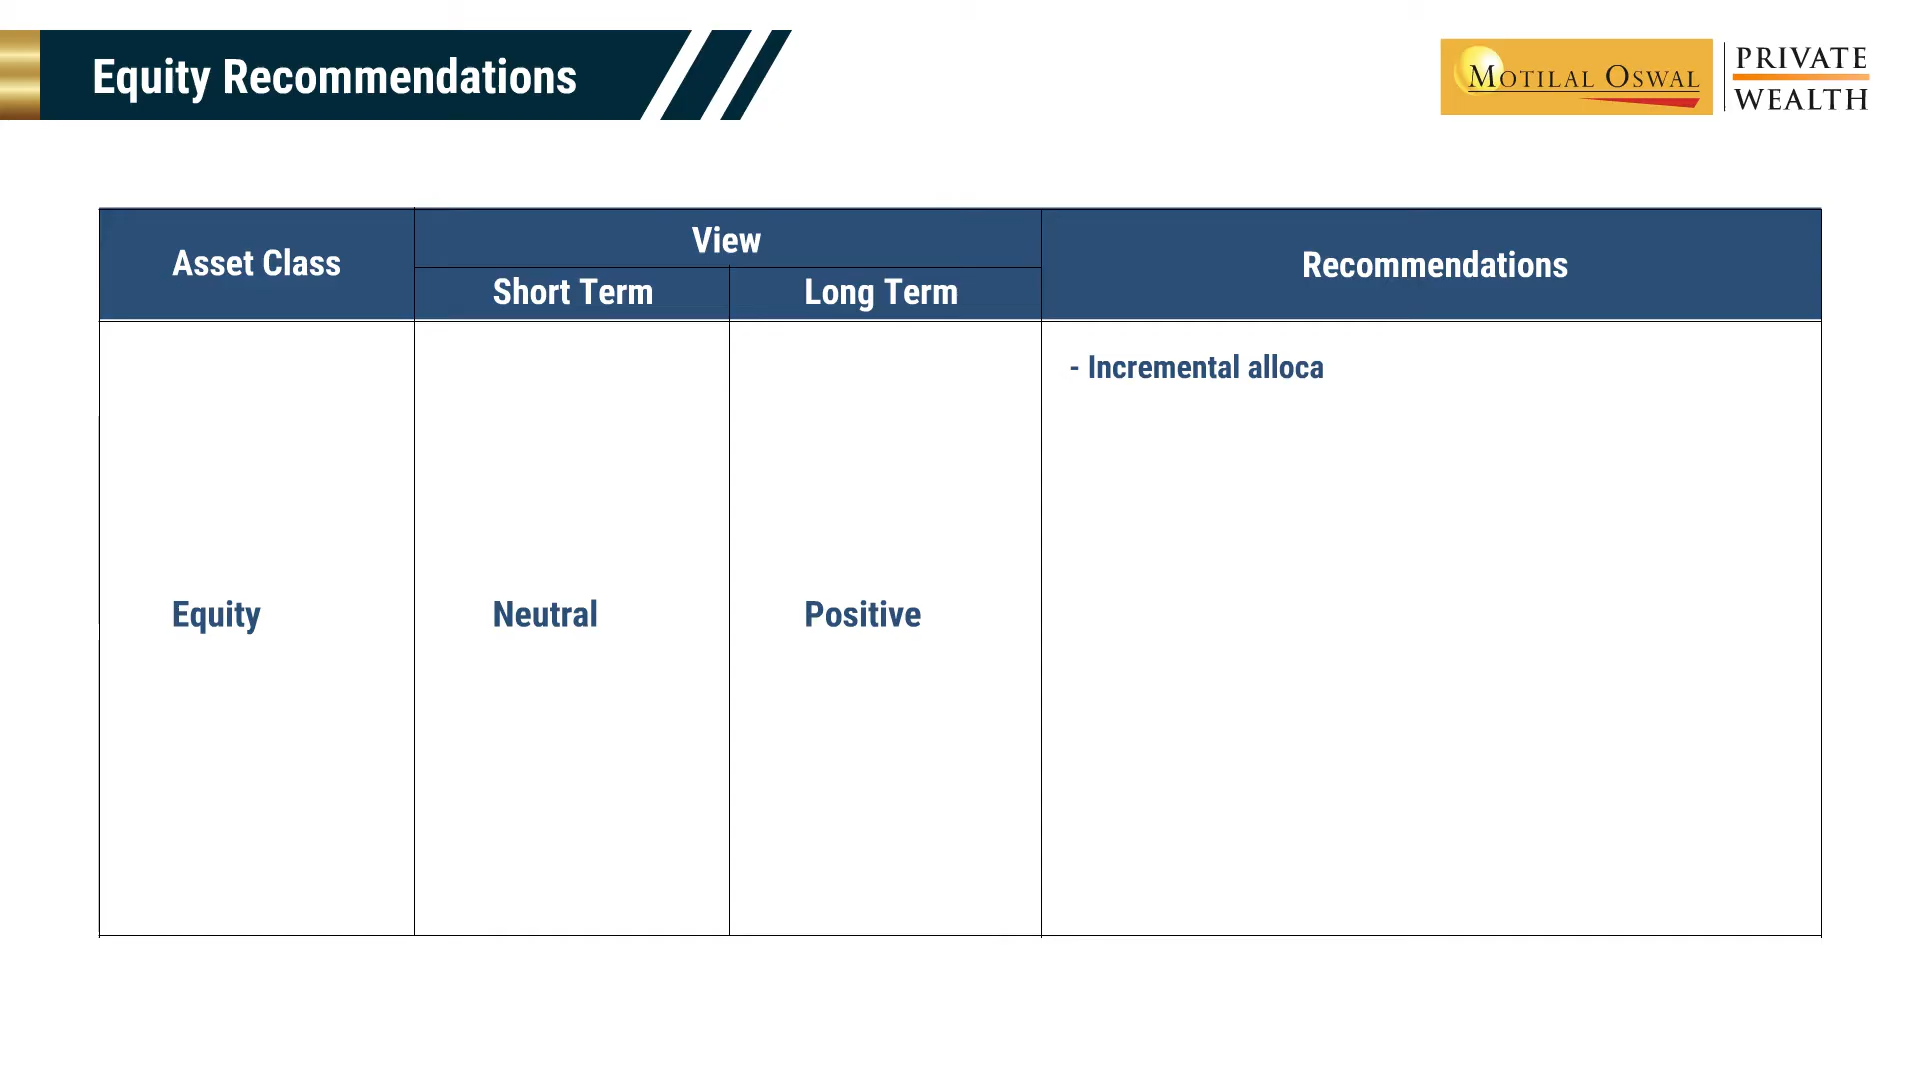 Equity Recommendations
MOTILAL OSWAL
PRIVATE
WEALTH
Asset Class
View
Short Term
Long Term
Recommendations
- Incremental alloca
Equity
Neutral
Positive